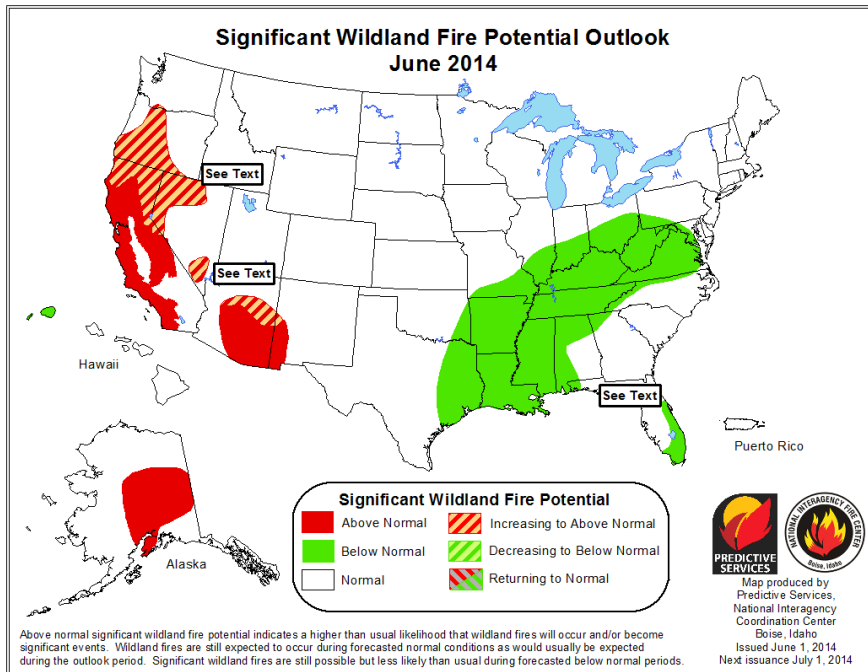 Significant Wildland Fire Potential Outlook
June 2014
See Text
See Text
See Text
Hawaii
Puerto Rico
Alaska
Significant Wildland Fire Potential
Above Normal
Increasing to Above Normal
Below Normal
Decreasing to Below Normal
Normal
Returning to Normal
PREDICTIVE
SERVICES
NATIONAL INTERAGENCY FIRE CENTER
Boise, Idaho
Map produced by
Predictive Services,
National Interagency
Coordination Center
Boise, Idaho
Issued June 1, 2014
Next issuance July 1, 2014
Above normal significant wildland fire potential indicates a higher than usual likelihood that wildland fires will occur and/or become
significant events. Wildland fires are still expected to occur during forecasted normal conditions as would usually be expected
during the outlook period. Significant wildland fires are still possible but less likely than usual during forecasted below normal periods.